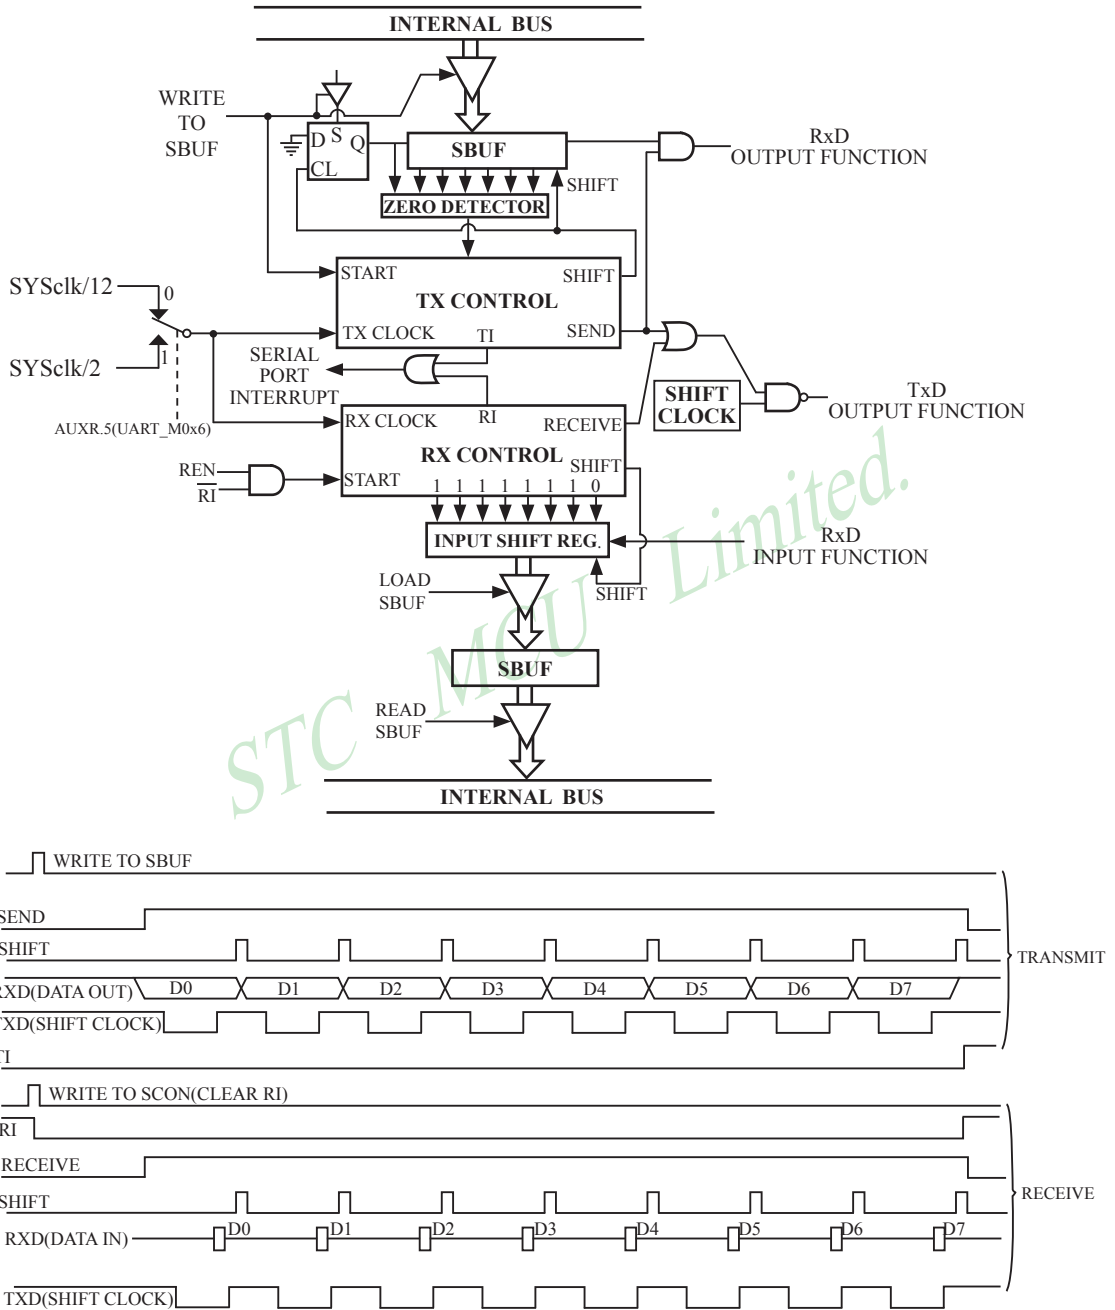 INTERNAL BUS
WRITE
TO
SBUF
D S Q
CL
SBUF
RxD
OUTPUT FUNCTION
SHIFT
ZERO DETECTOR
START
SHIFT
TX CONTROL
SYSclk/12
0
TX CLOCK
TI
SEND
SYSclk/2
1
SERIAL
PORT
INTERRUPT
SHIFT
CLOCK
TxD
OUTPUT FUNCTION
AUXR.5(UART_M0x6)
RX CLOCK
RI
RECEIVE
RX CONTROL
SHIFT
REN
RI
START
1 1 1 1 1 1 1 0
INPUT SHIFT REG.
RxD
INPUT FUNCTION
LOAD
SBUF
SHIFT
SBUF
READ
SBUF
INTERNAL BUS
STC MCU Limited.
WRITE TO SBUF
SEND
SHIFT
TRANSMIT
RXD(DATA OUT) D0 D1 D2 D3 D4 D5 D6 D7
TXD(SHIFT CLOCK)
TI
WRITE TO SCON(CLEAR RI)
RI
RECEIVE
SHIFT
RECEIVE
RXD(DATA IN) D0 D1 D2 D3 D4 D5 D6 D7
TXD(SHIFT CLOCK)